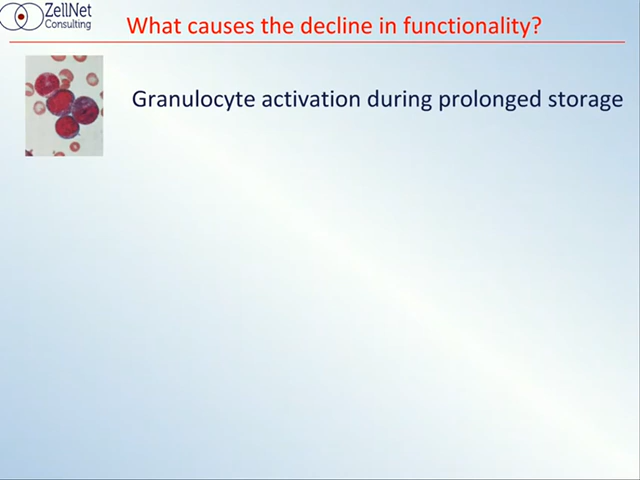 ZellNet
Consulting
What causes the decline in functionality?
Granulocyte activation during prolonged storage